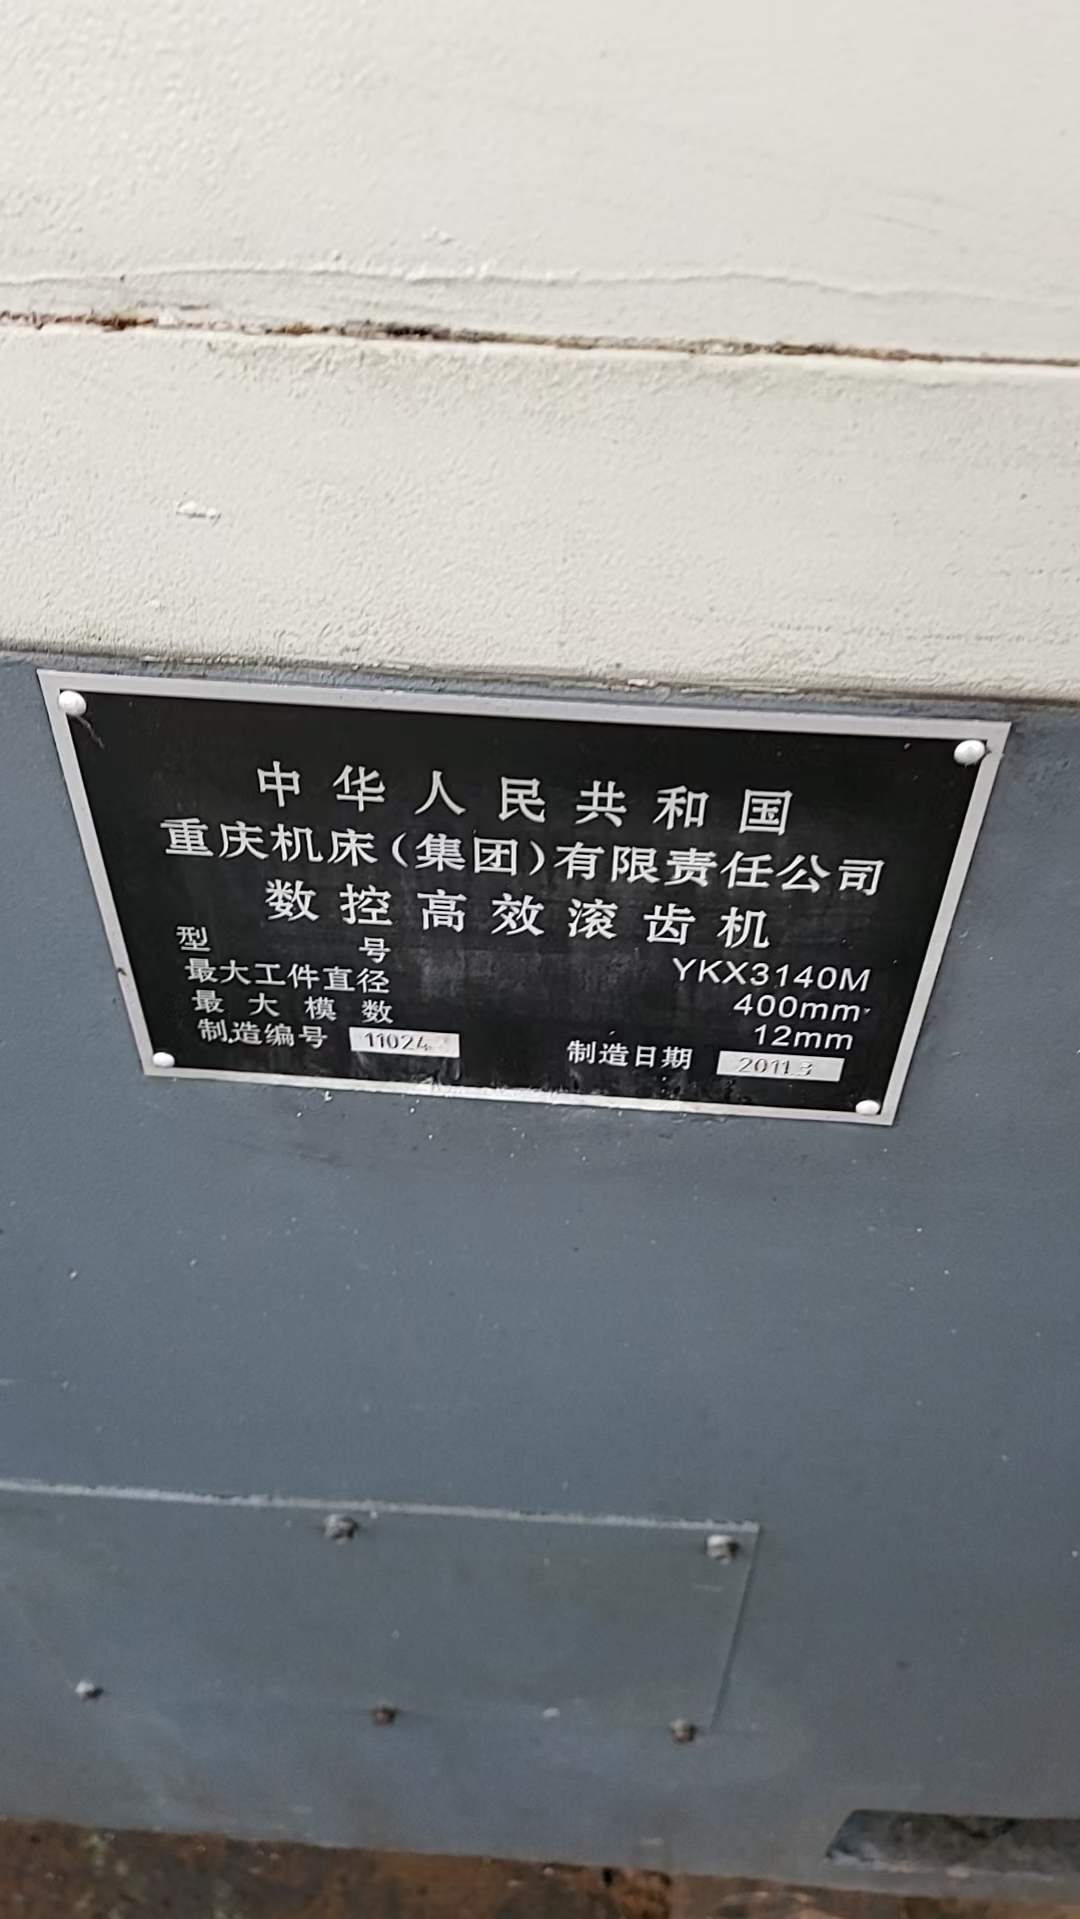 中华人民共和国
重庆机床(集团)有限责任公司
数控高效滚齿机
型号 YKX3140M
最大工件直径 400mm
最大模数 12mm
制造编号 11024 制造日期 2011.3